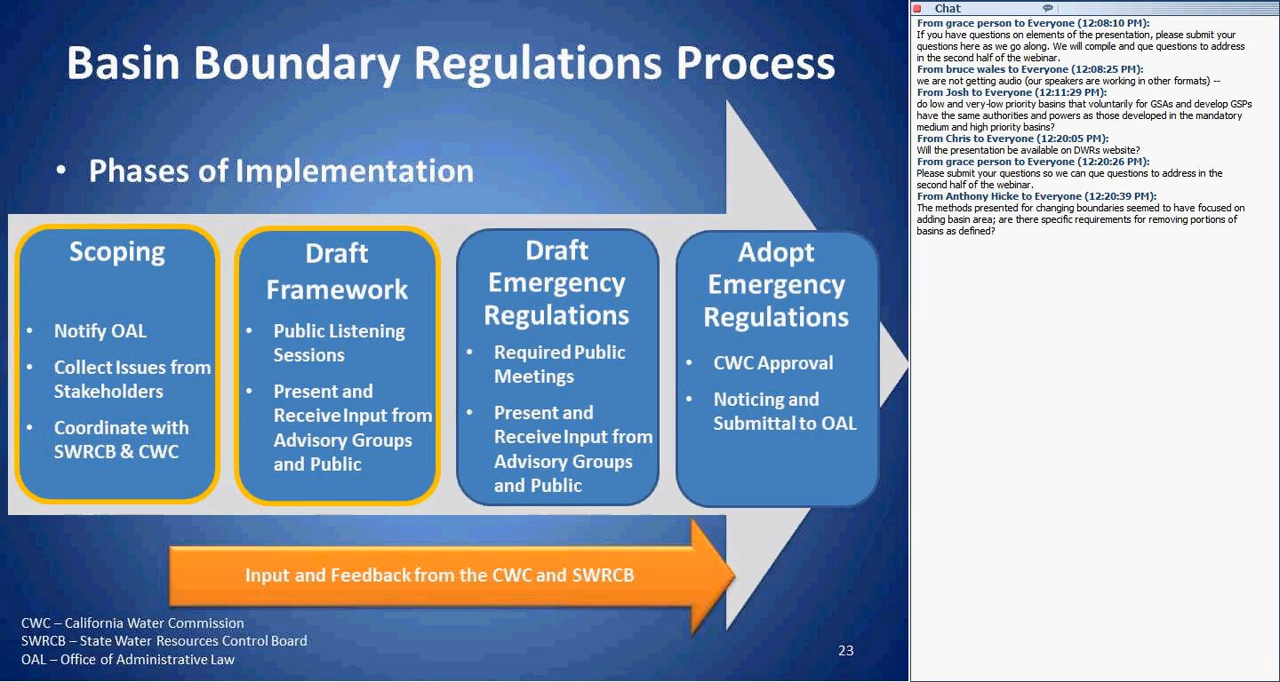 Basin Boundary Regulations Process
• Phases of Implementation
Scoping
• Notify OAL
• Collect Issues from
Stakeholders
• Coordinate with
SWRCB & CWC
Draft
Framework
• Public Listening
Sessions
• Present and
Receive Input from
Advisory Groups
and Public
Draft
Emergency
Regulations
• Required Public
Meetings
• Present and
Receive Input from
Advisory Groups
and Public
Adopt
Emergency
Regulations
• CWC Approval
• Noticing and
Submittal to OAL
Input and Feedback from the CWC and SWRCB
CWC – California Water Commission
SWRCB – State Water Resources Control Board
OAL – Office of Administrative Law
23
Chat
From grace person to Everyone (12:08:10 PM):
If you have questions on elements of the presentation, please submit your
questions here as we go along. We will compile and que questions to address
in the second half of the webinar.
From bruce wales to Everyone (12:08:25 PM):
we are not getting audio (our speakers are working in other formats) --
From Josh to Everyone (12:11:29 PM):
do low and very-low priority basins that voluntarily for GSAs and develop GSPs
have the same authorities and powers as those developed in the mandatory
medium and high priority basins?
From Chris to Everyone (12:20:05 PM):
Will the presentation be available on DWRs website?
From grace person to Everyone (12:20:26 PM):
Please submit your questions so we can que questions to address in the
second half of the webinar.
From Anthony Hicke to Everyone (12:20:39 PM):
The methods presented for changing boundaries seemed to have focused on
adding basin area; are there specific requirements for removing portions of
basins as defined?